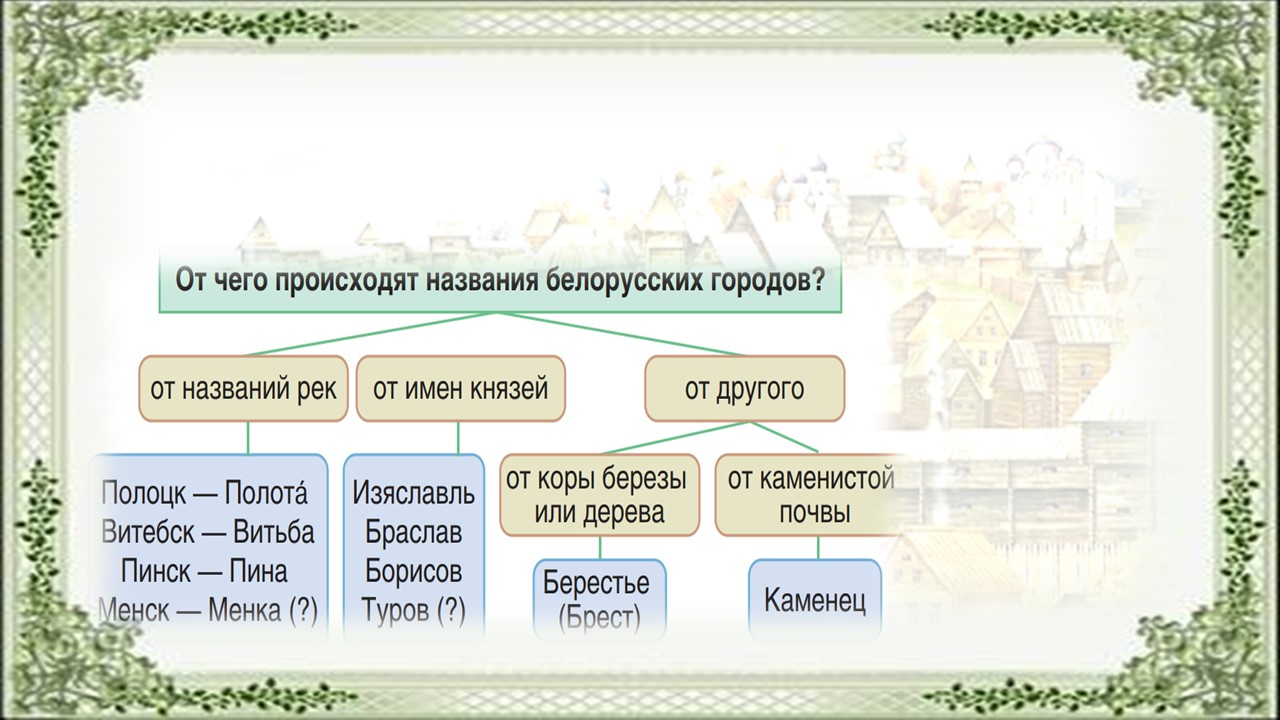 От чего происходят названия белорусских городов?
от названий рек
от имен князей
от другого
Полоцк — Полота́
Витебск — Витьба
Пинск — Пина
Менск — Менка (?)
Изяславль
Браслав
Борисов
Туров (?)
от коры березы
или дерева
Берестье
(Брест)
от каменистой
почвы
Каменец